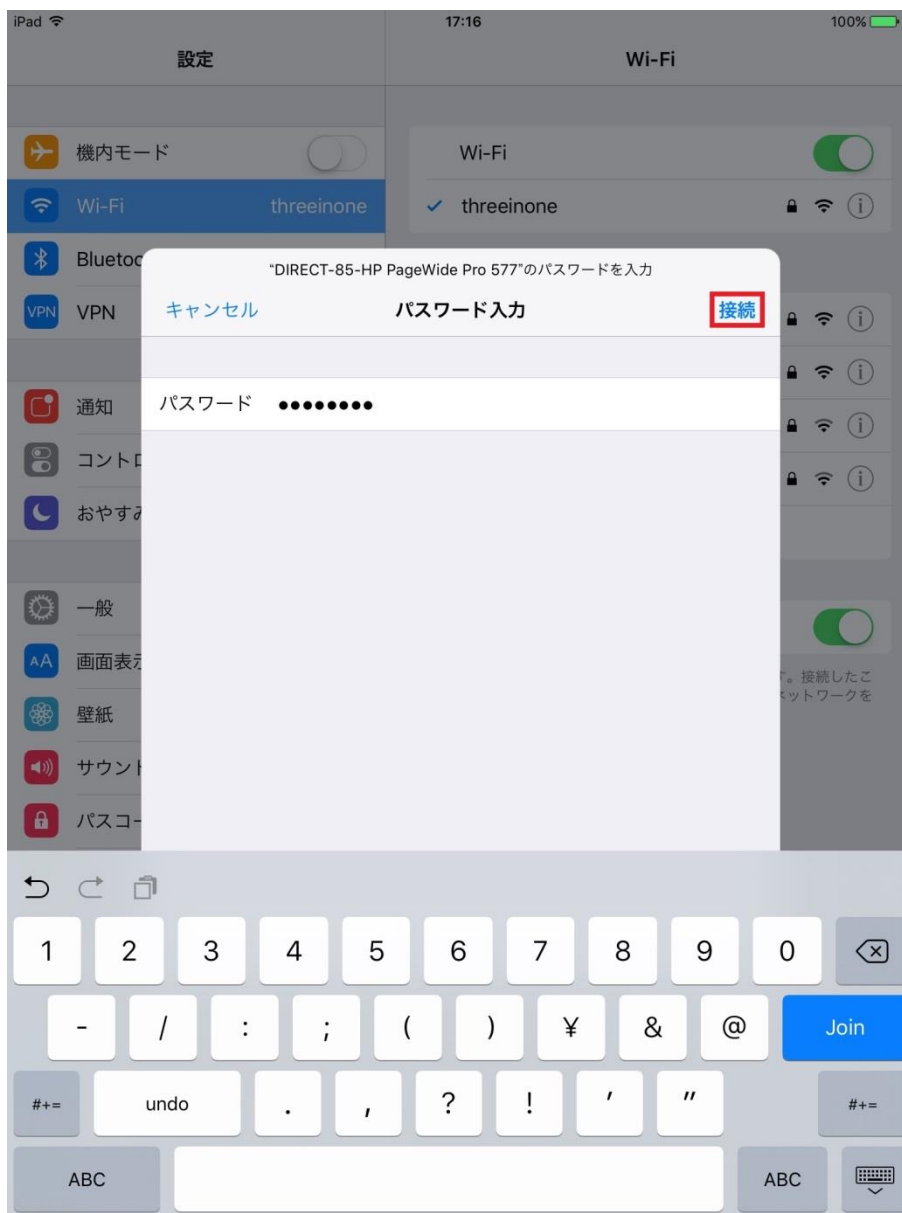 iPad 17:16 100%
設定 Wi-Fi
機内モード Wi-Fi
Wi-Fi threeinone threeinone
Bluetoo
"DIRECT-85-HP PageWide Pro 577"のパスワードを入力
VPN VPN キャンセル パスワード入力 接続
通知 パスワード ••••••••
コントロ
おやすみ
一般
AA 画面表示
す。接続したこ
ネットワークを
壁紙
サウンド
パスコー
1 2 3 4 5 6 7 8 9 0
- / : ; ( ) ¥ & @ Join
#+= undo . , ? ! ' " #+=
ABC ABC